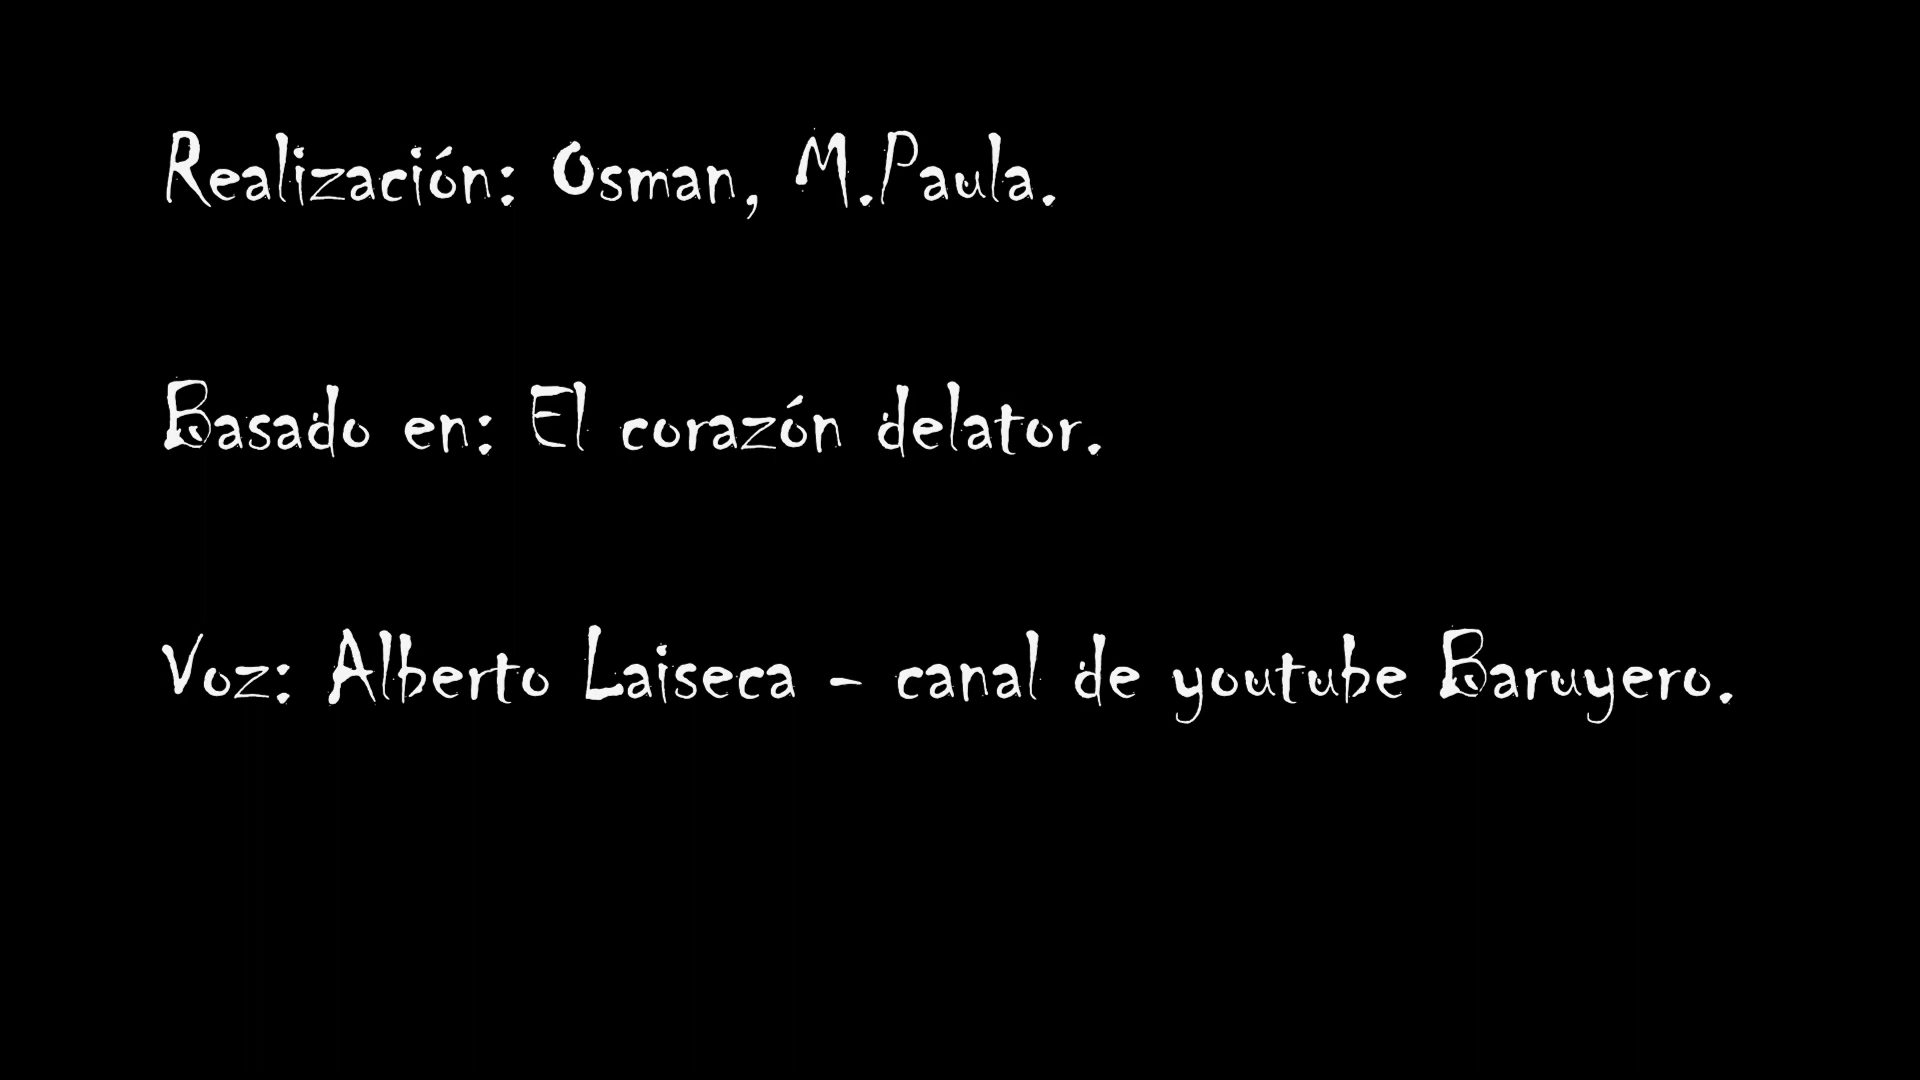 Realización: Osman, M.Paula.
Basado en: El corazón delator.
Voz: Alberto Laiseca - canal de youtube Baruyero.